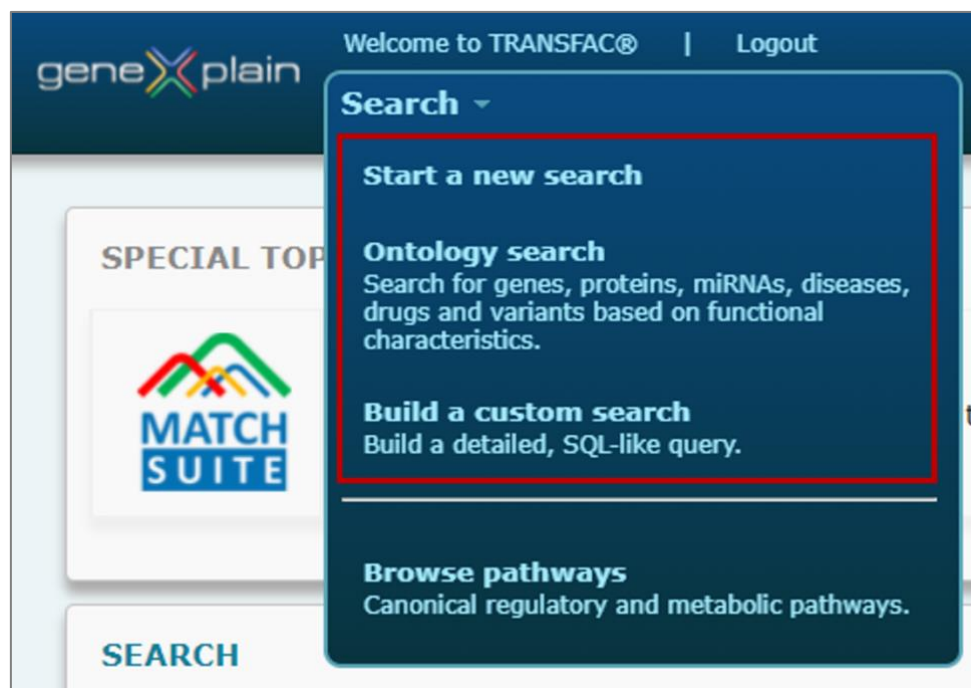 geneXplain
Welcome to TRANSFAC® | Logout
Search
Start a new search
Ontology search
Search for genes, proteins, miRNAs, diseases,
drugs and variants based on functional
characteristics.
Build a custom search
Build a detailed, SQL-like query.
Browse pathways
Canonical regulatory and metabolic pathways.
SPECIAL TOP
MATCH
SUITE
t
SEARCH